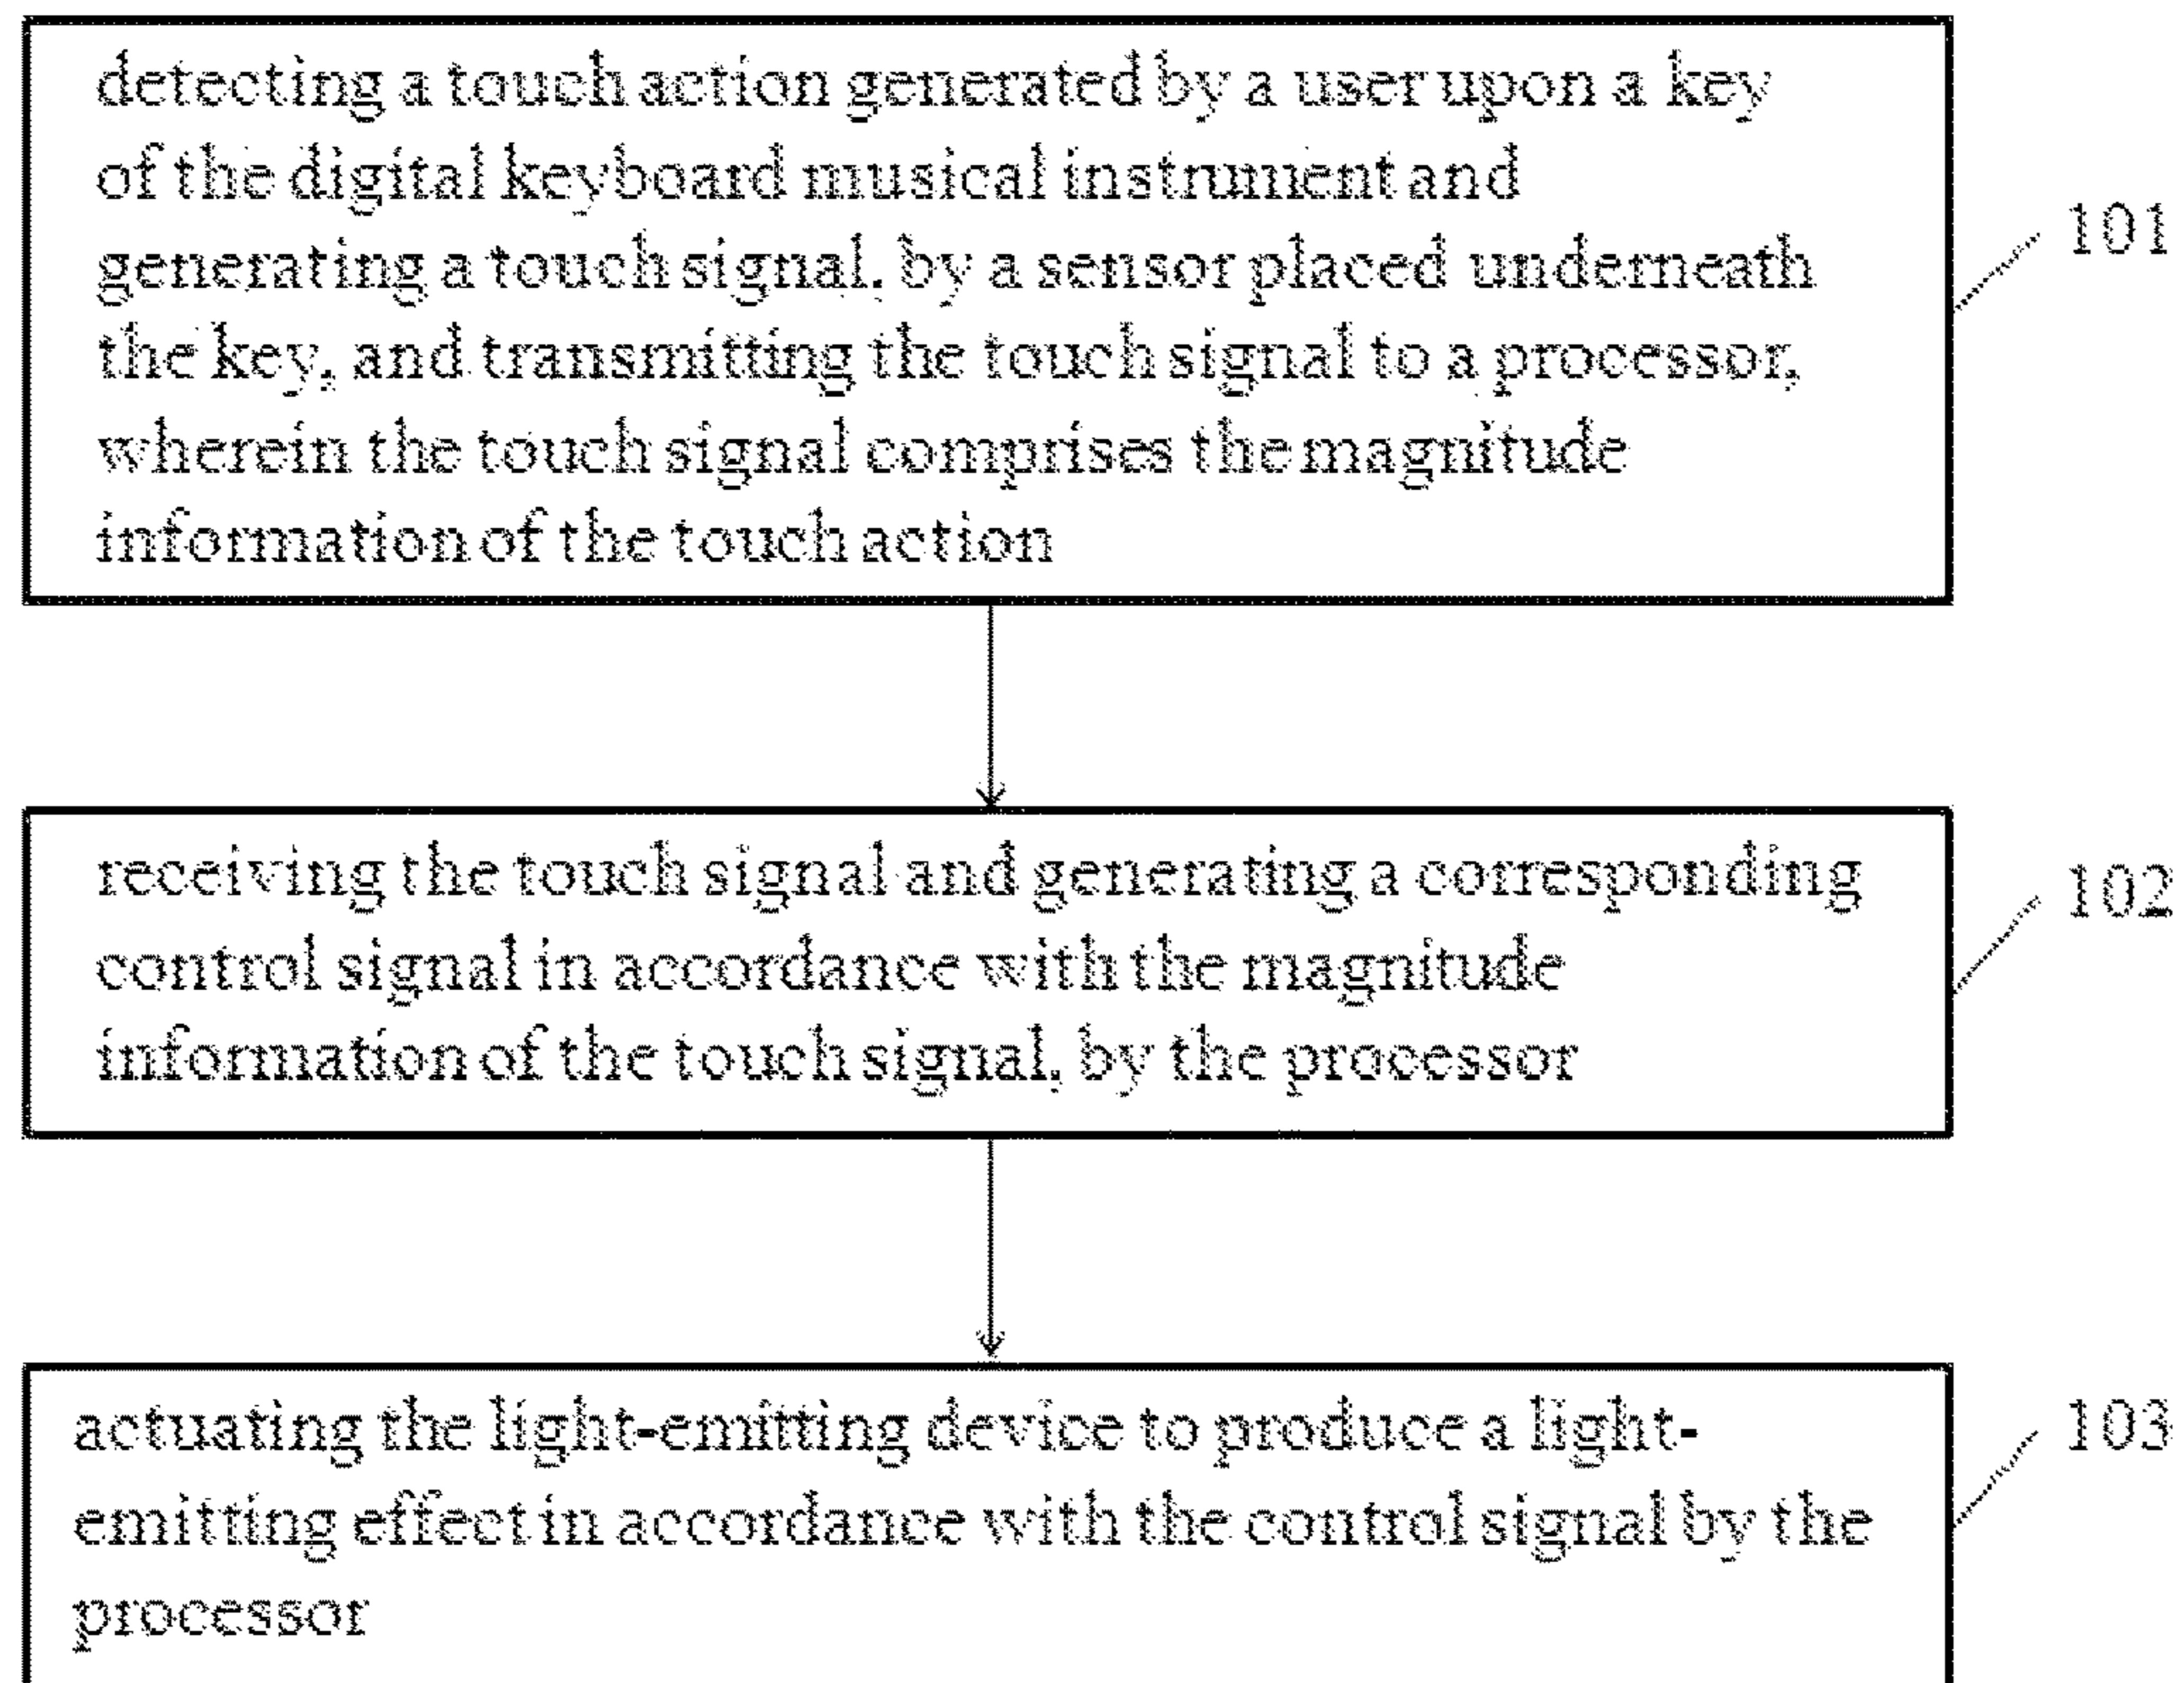 detecting a touch action generated by a user upon a key
of the digital keyboard musical instrument and
generating a touch signal, by a sensor placed underneath
the key, and transmitting the touch signal to a processor,
wherein the touch signal comprises the magnitude
information of the touch action
101
receiving the touch signal and generating a corresponding
control signal in accordance with the magnitude
information of the touch signal, by the processor
102
actuating the light-emitting device to produce a light-
emitting effect in accordance with the control signal by the
processor
103